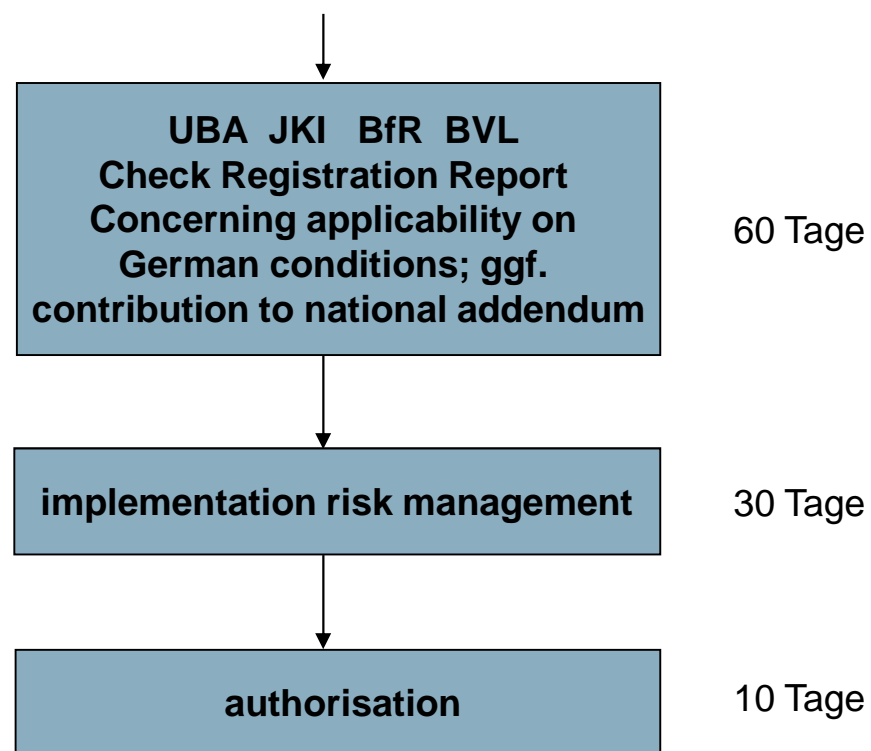 UBA JKI BfR BVL
Check Registration Report
Concerning applicability on
German conditions; ggf.
contribution to national addendum
60 Tage
implementation risk management
30 Tage
authorisation
10 Tage